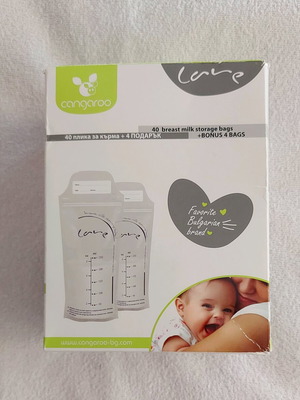 cangaroo
Love
40 breast milk storage bags
40 плика за кърма + 4 ПОДАРЪК
+BONUS 4 BAGS
Favorite
Bulgarian
brand
Love
www.cangaroo-bg.com